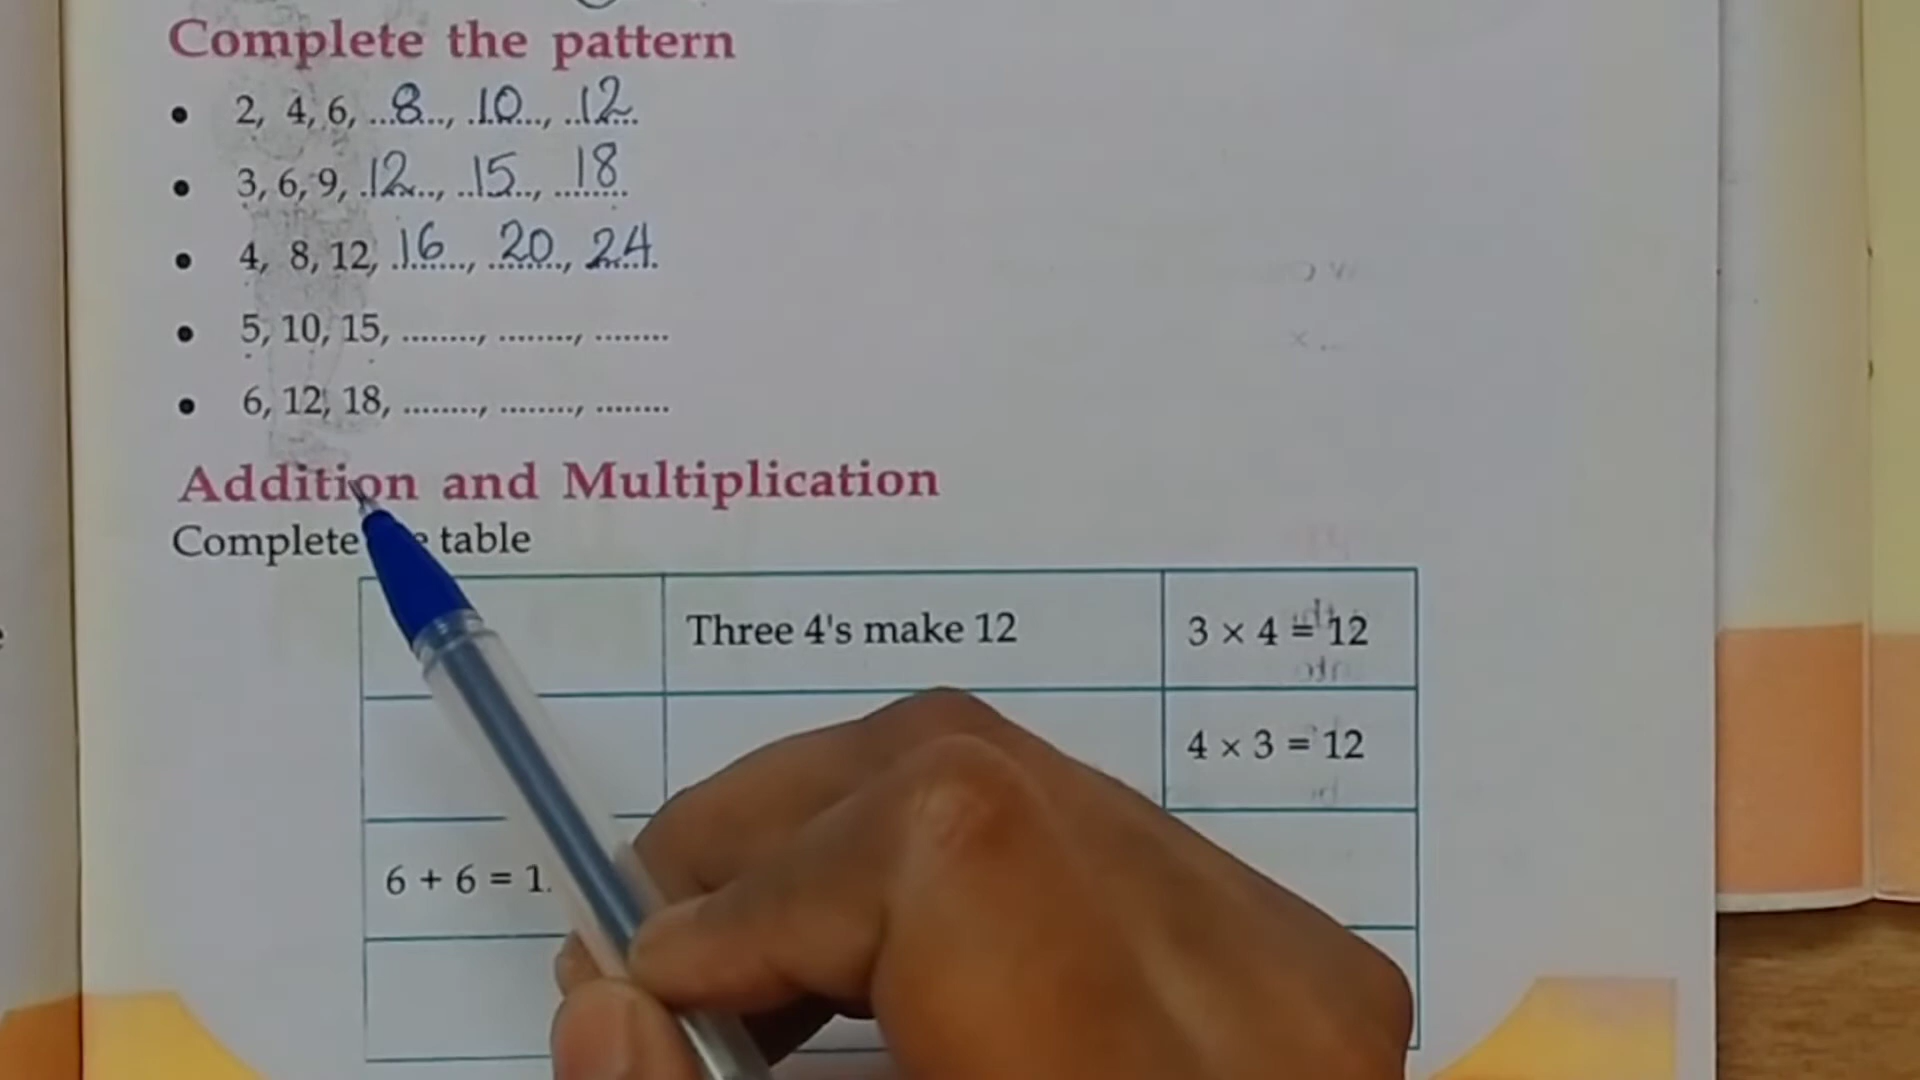 Complete the pattern
• 2, 4, 6, ...8..., ...10..., ...12...
• 3, 6, 9, ...12..., ...15..., ...18...
• 4, 8, 12, ...16..., ...20..., ...24...
• 5, 10, 15, ........, ........, ........
• 6, 12, 18, ........, ........, ........
Addition and Multiplication
Complete table
Three 4's make 12 3 × 4 = 12
4 × 3 = 12
6 + 6 = 1